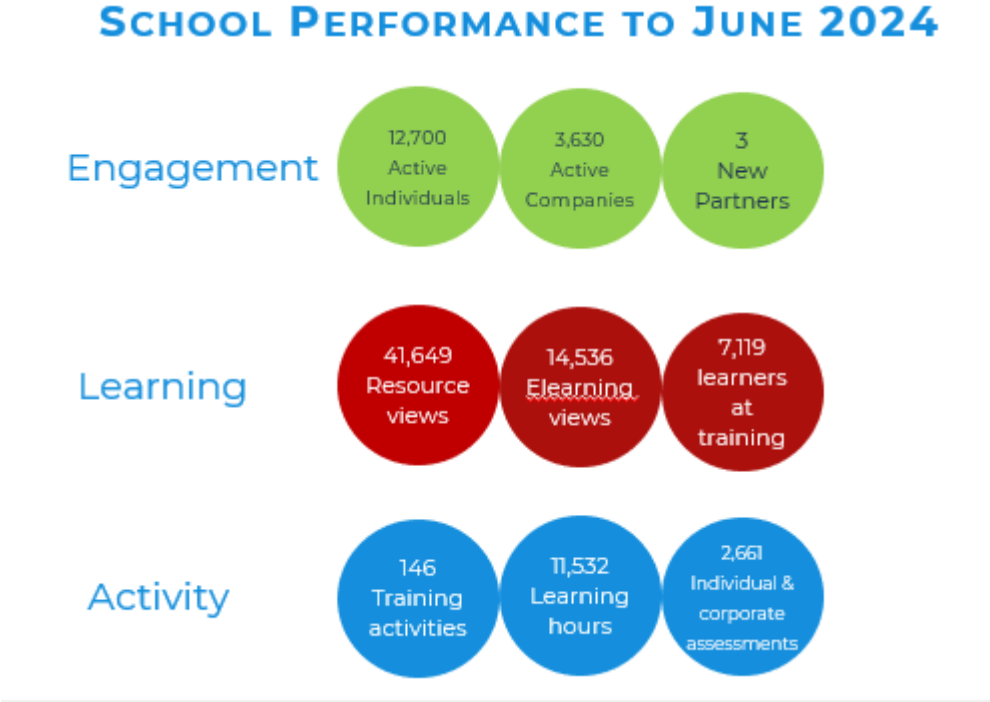 School Performance to June 2024
Engagement
12,700
Active
Individuals
3,630
Active
Companies
3
New
Partners
Learning
41,649
Resource
views
14,536
Elearning
views
7,119
learners
at
training
Activity
146
Training
activities
11,532
Learning
hours
2,661
Individual &
corporate
assessments